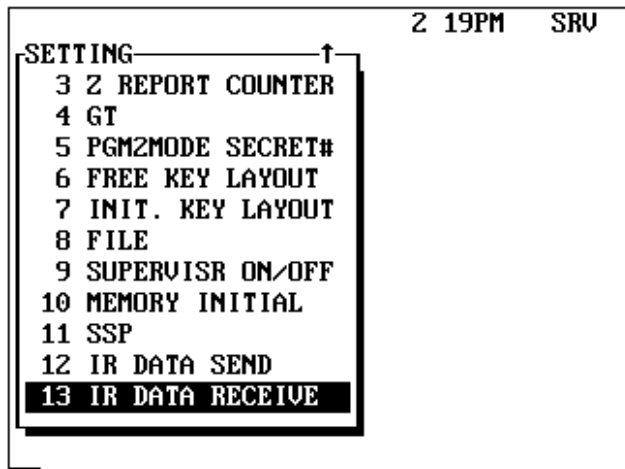 2 19PM SRV
SETTING ↑
3 Z REPORT COUNTER
4 GT
5 PGM2MODE SECRET#
6 FREE KEY LAYOUT
7 INIT. KEY LAYOUT
8 FILE
9 SUPERVISR ON/OFF
10 MEMORY INITIAL
11 SSP
12 IR DATA SEND
13 IR DATA RECEIVE